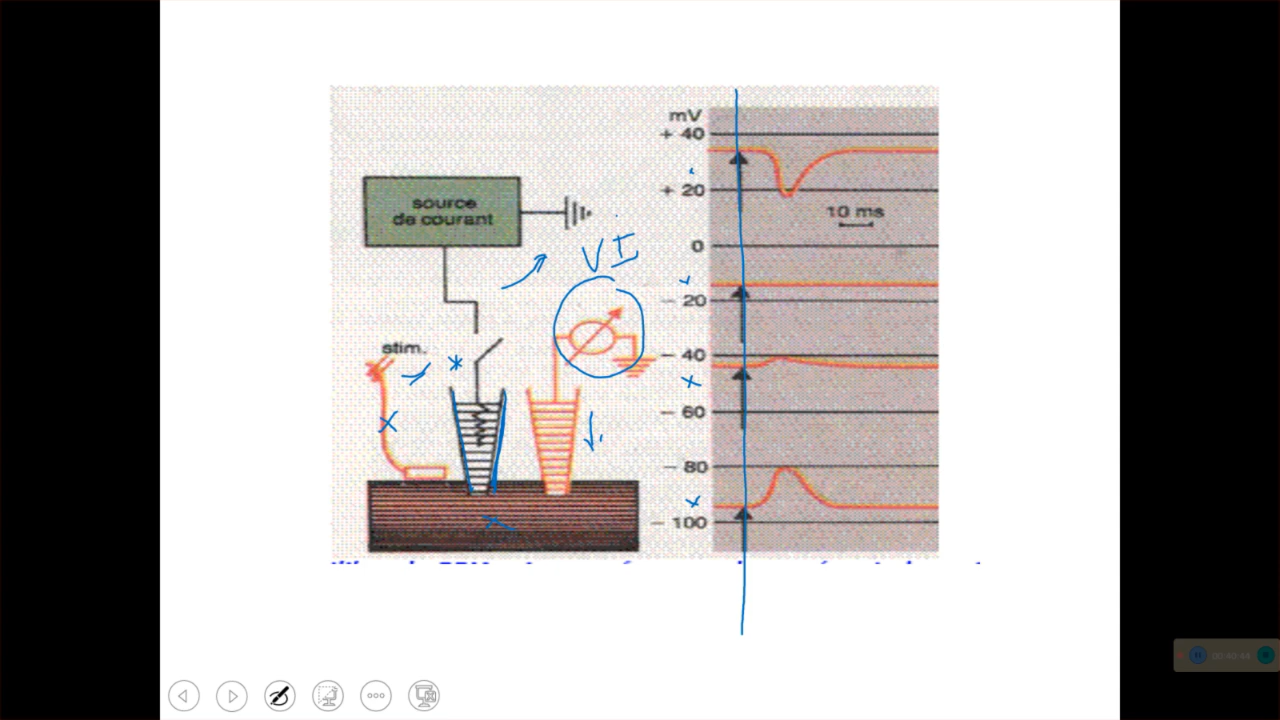 mV
+ 40
+ 20
0
− 20
− 40
− 60
− 80
− 100
10 ms
source
de courant
stim.
VI